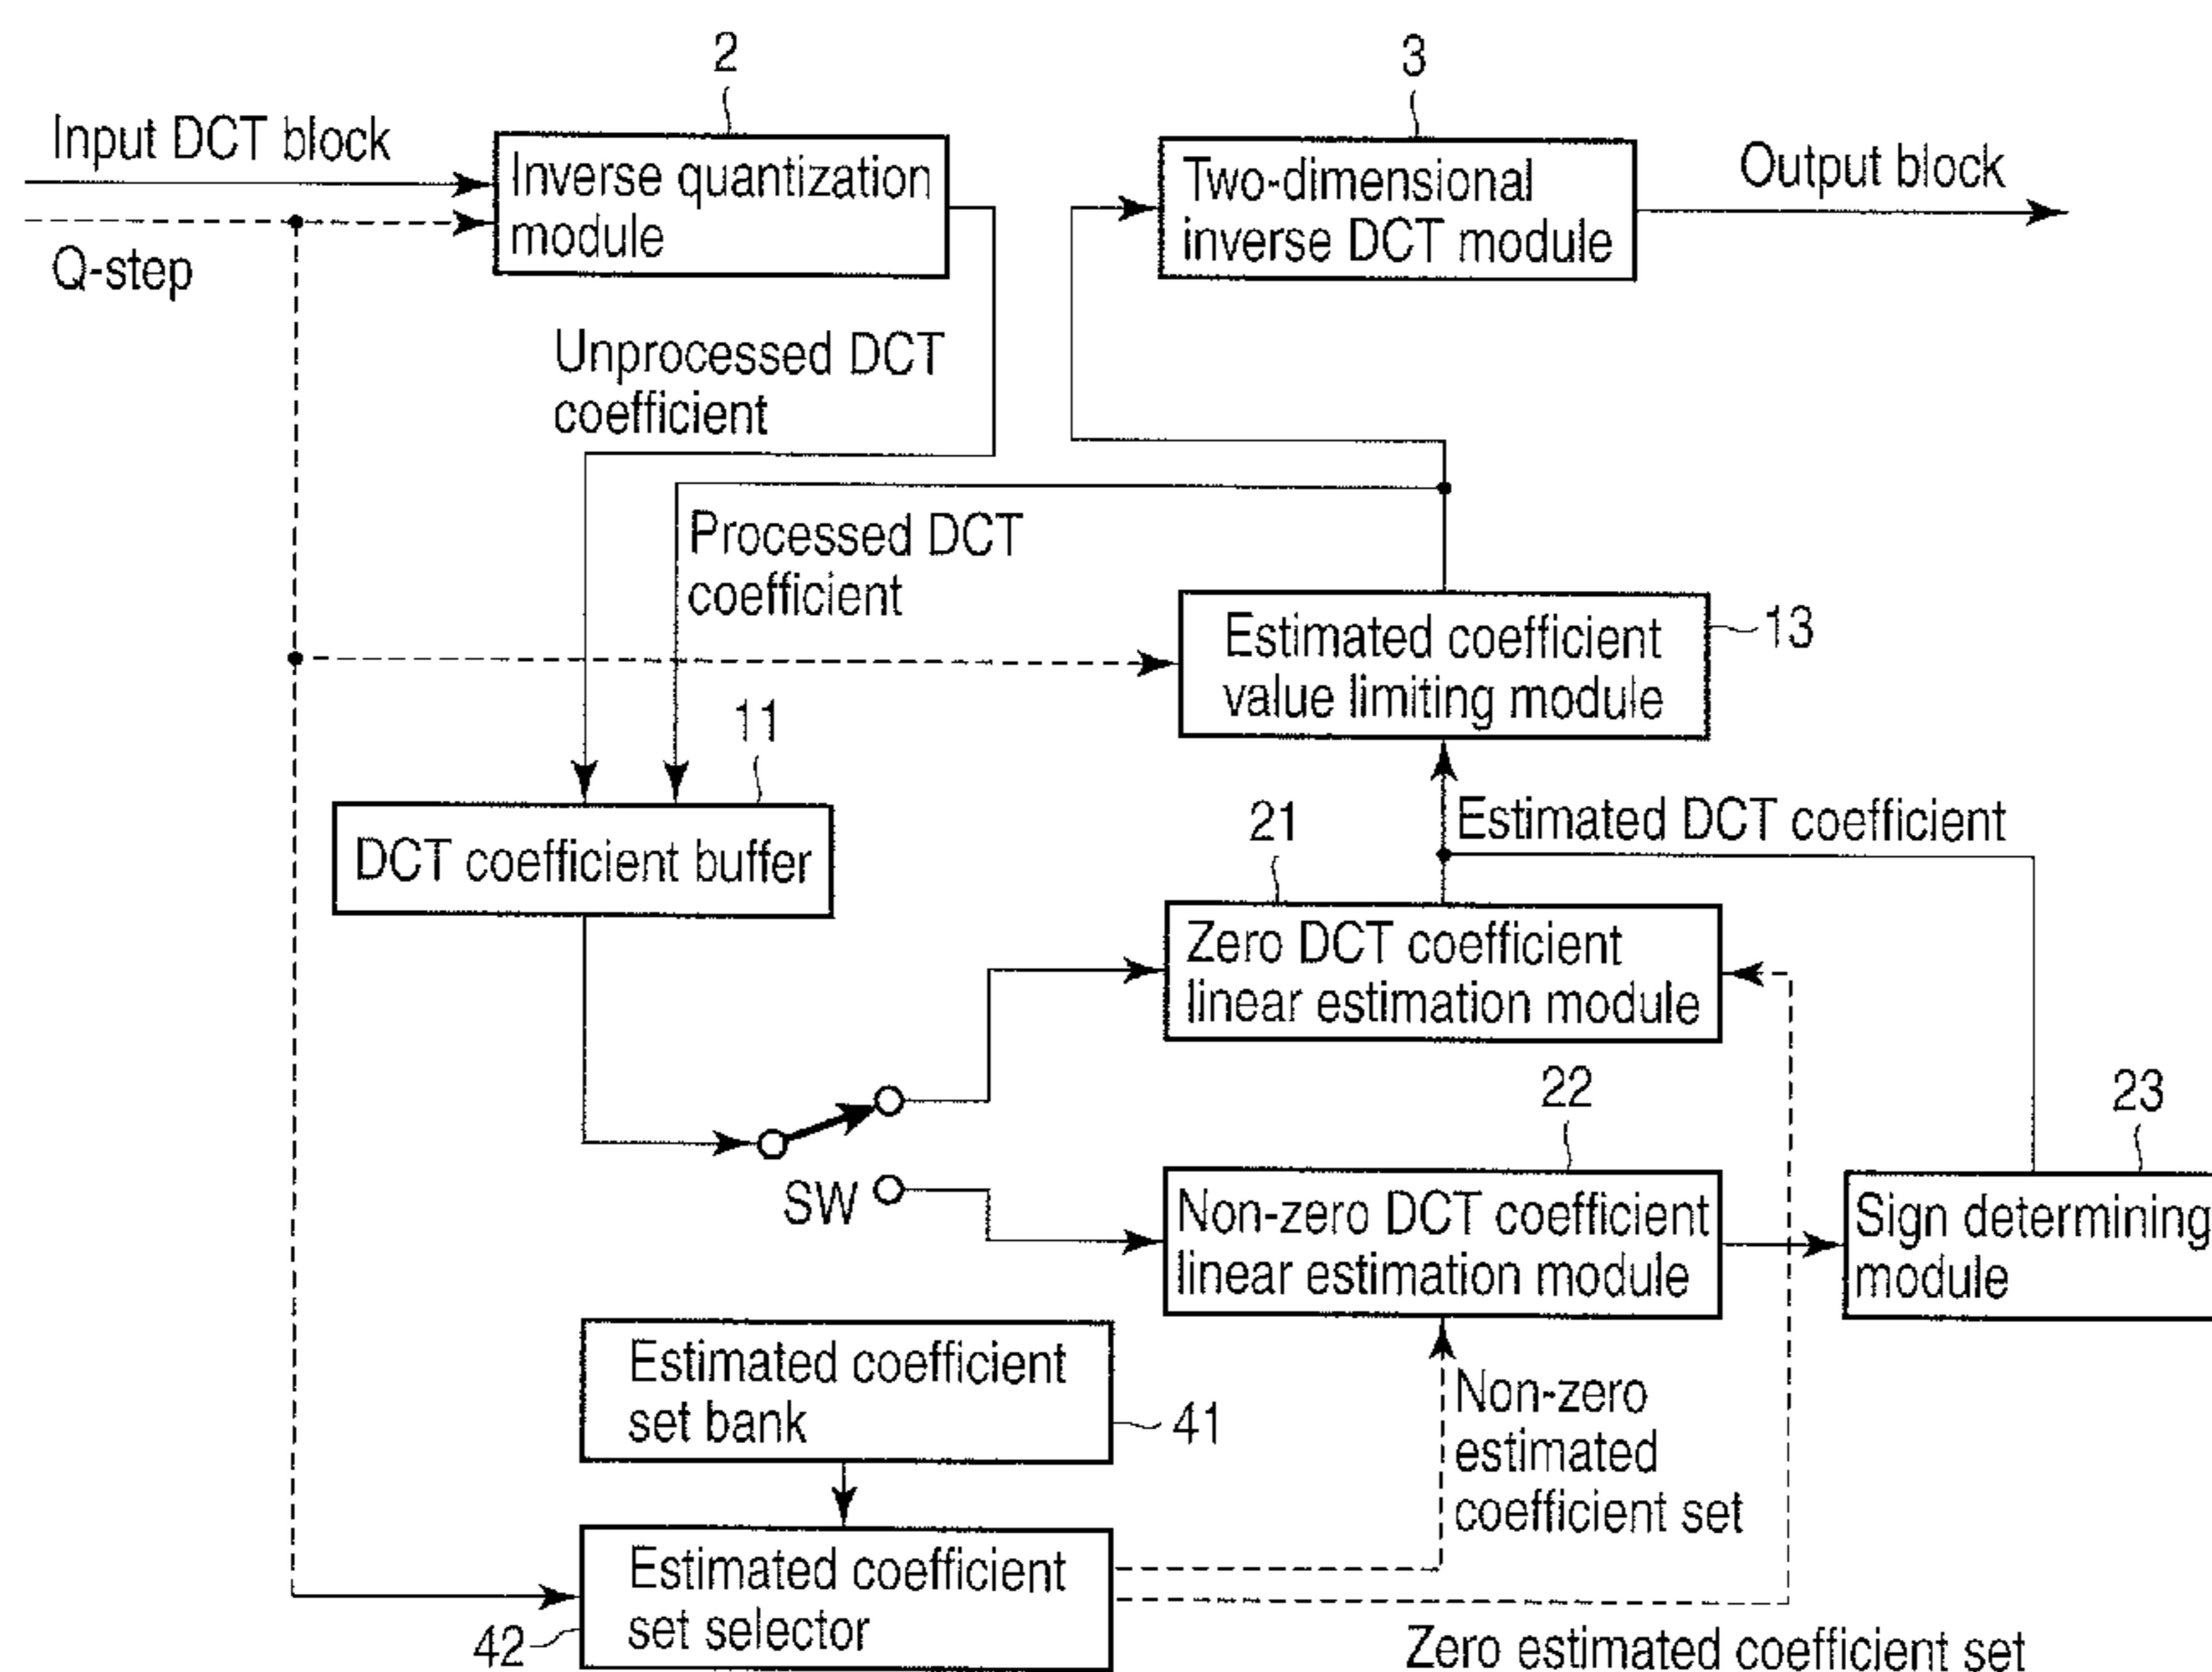 2
3
Input DCT block
Inverse quantization
module
Two-dimensional
inverse DCT module
Output block
Q-step
Unprocessed DCT
coefficient
Processed DCT
coefficient
Estimated coefficient
value limiting module
13
11
DCT coefficient buffer
21
Estimated DCT coefficient
Zero DCT coefficient
linear estimation module
22
23
SW
Non-zero DCT coefficient
linear estimation module
Sign determining
module
Estimated coefficient
set bank
41
Non-zero
estimated
coefficient set
Estimated coefficient
set selector
42
Zero estimated coefficient set